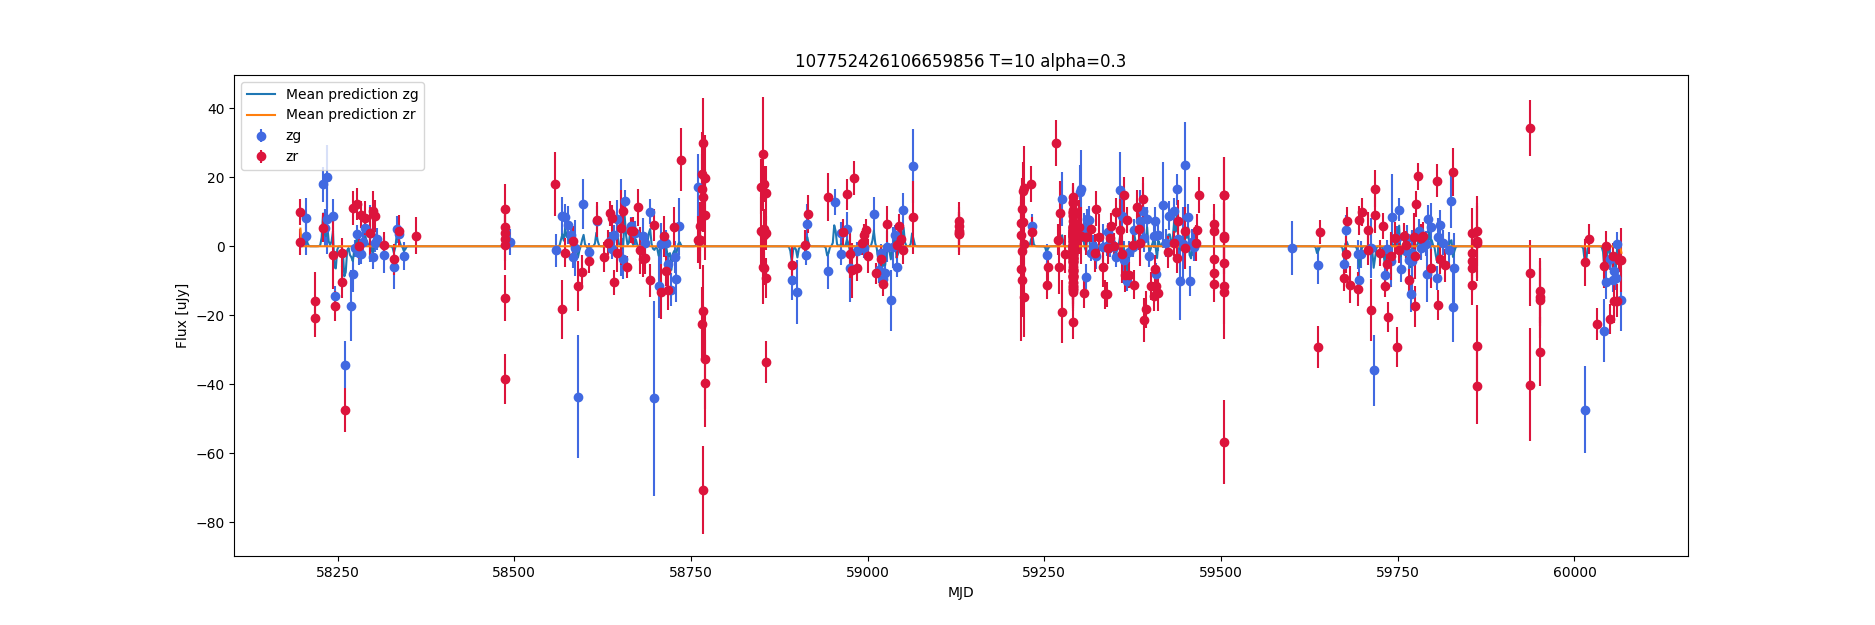 107752426106659856 T=10 alpha=0.3
Mean prediction zg
Mean prediction zr
zg
zr
40
20
0
−20
−40
−60
−80
Flux [uJy]
58250 58500 58750 59000 59250 59500 59750 60000
MJD